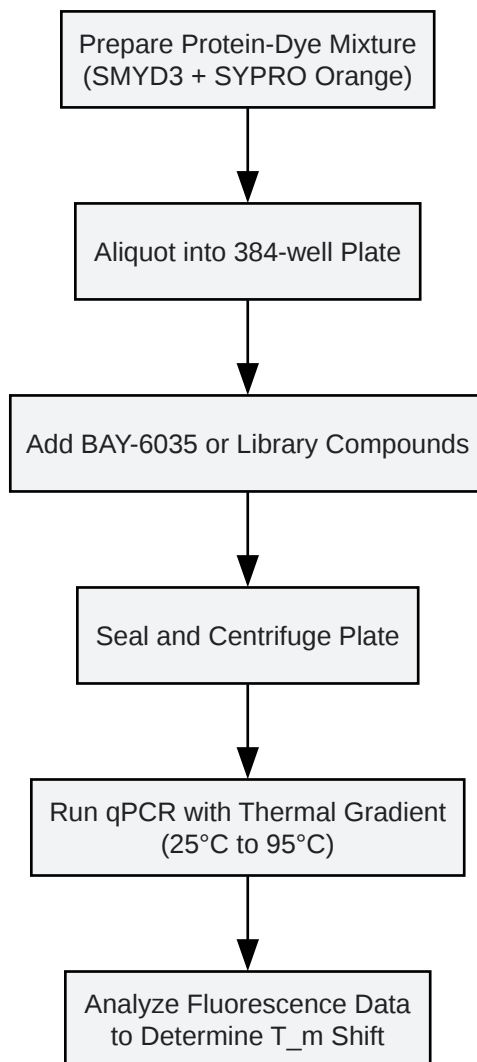 Prepare Protein-Dye Mixture
(SMYD3 + SYPRO Orange)
Aliquot into 384-well Plate
Add BAY-6035 or Library Compounds
Seal and Centrifuge Plate
Run qPCR with Thermal Gradient
(25°C to 95°C)
Analyze Fluorescence Data
to Determine T_m Shift